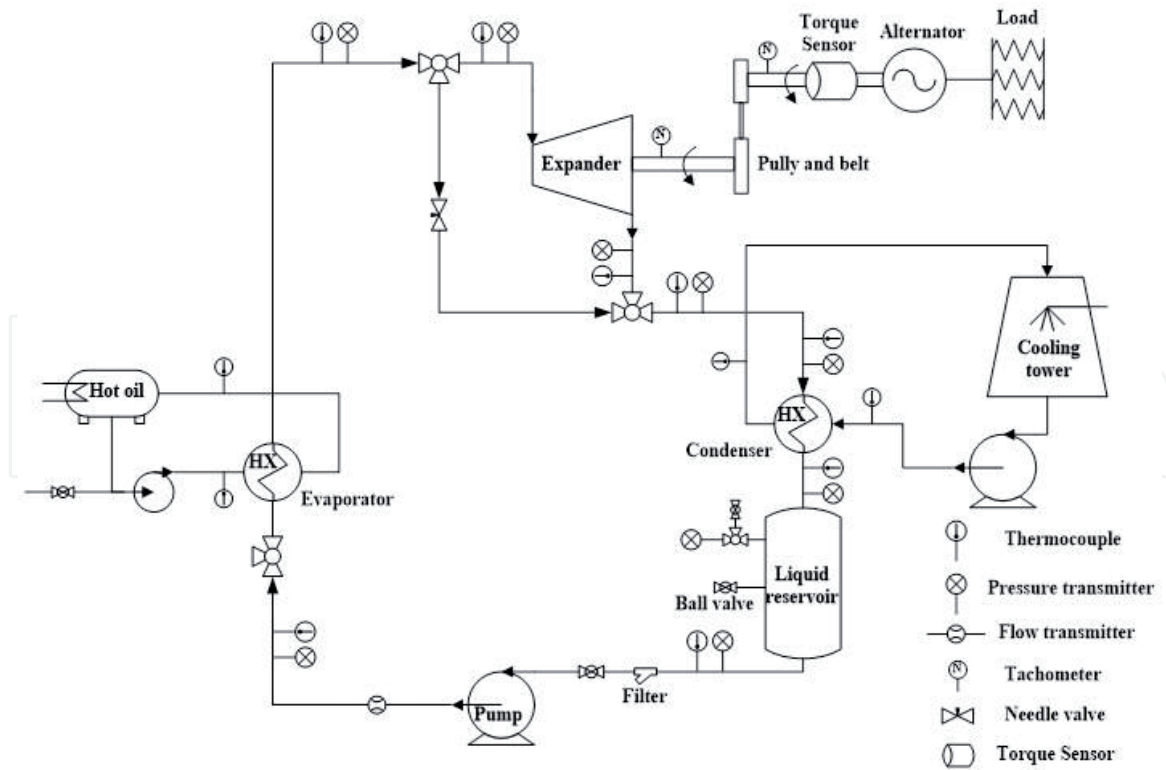 Torque
Sensor
Alternator
Load
N
Expander
N
Pully and belt
Hot oil
HX
Evaporator
HX
Condenser
Cooling
tower
Liquid
reservoir
Ball valve
Filter
Pump
Thermocouple
Pressure transmitter
Flow transmitter
N
Tachometer
Needle valve
Torque Sensor